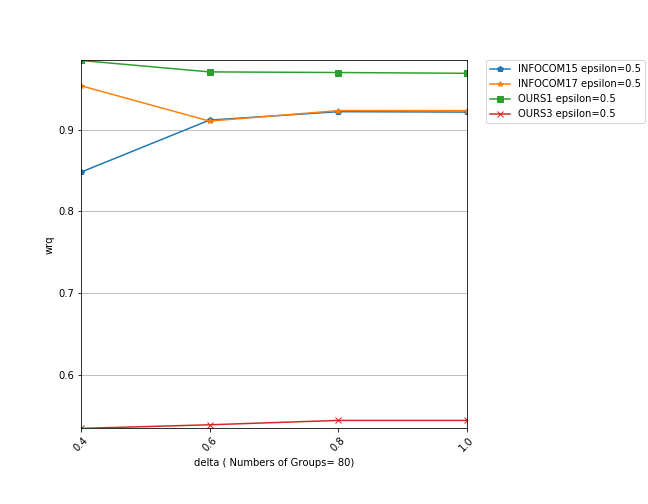 INFOCOM15 epsilon=0.5
INFOCOM17 epsilon=0.5
OURS1 epsilon=0.5
OURS3 epsilon=0.5
0.9
0.8
0.7
0.6
wrq
0.4
0.6
0.8
1.0
delta ( Numbers of Groups= 80)